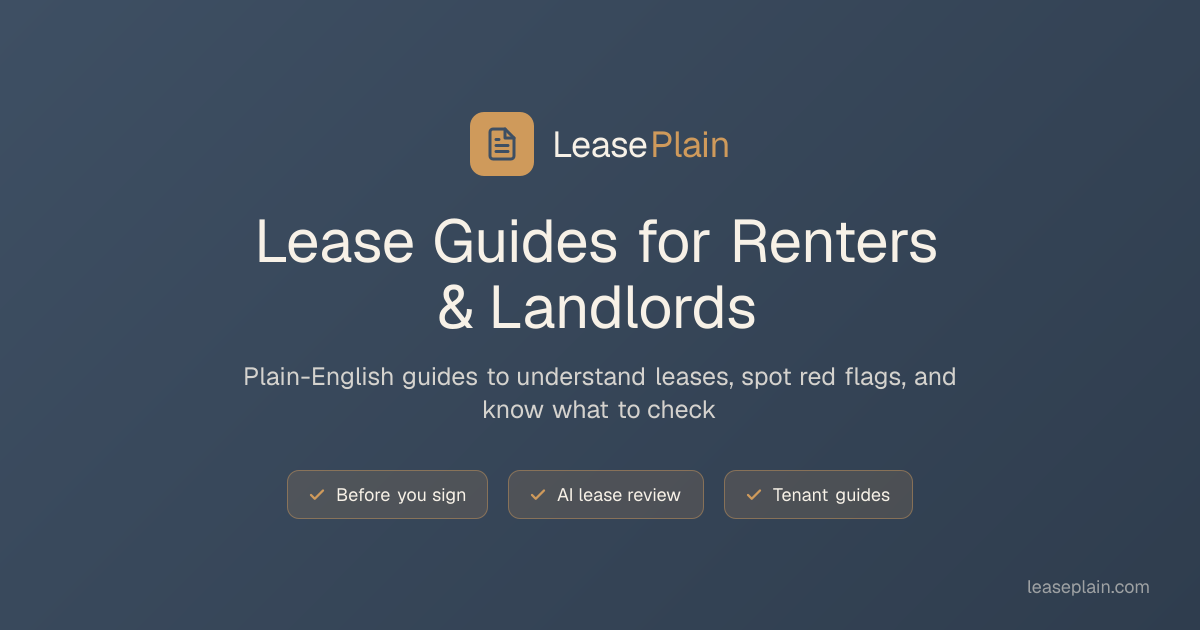 LeasePlain
Lease Guides for Renters
& Landlords
Plain-English guides to understand leases, spot red flags, and
know what to check
Before you sign
AI lease review
Tenant guides
leaseplain.com